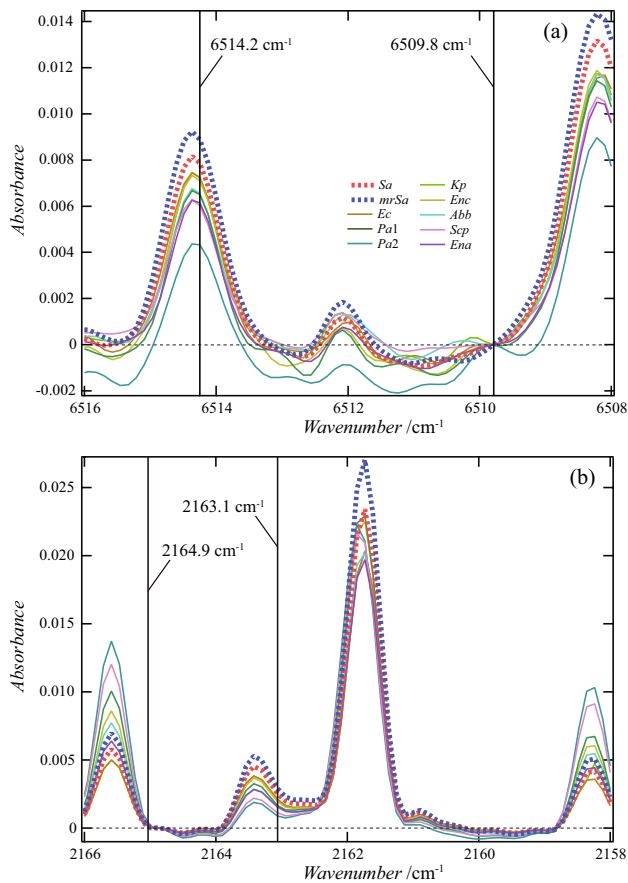 0.014
0.012
0.010
0.008
0.006
0.004
0.002
0
-0.002
Absorbance
(a)
6514.2 cm-1
6509.8 cm-1
Sa
mrSa
Ec
Pa1
Pa2
Kp
Enc
Abb
Scp
Ena
6516
6514
6512
6510
6508
Wavenumber /cm-1
0.025
0.020
0.015
0.010
0.005
0
Absorbance
(b)
2163.1 cm-1
2164.9 cm-1
2166
2164
2162
2160
2158
Wavenumber /cm-1